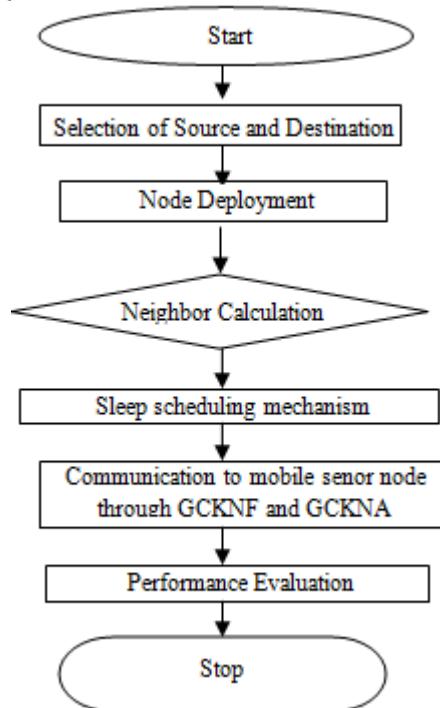 Start
Selection of Source and Destination
Node Deployment
Neighbor Calculation
Sleep scheduling mechanism
Communication to mobile senor node
through GCKNF and GCKNA
Performance Evaluation
Stop